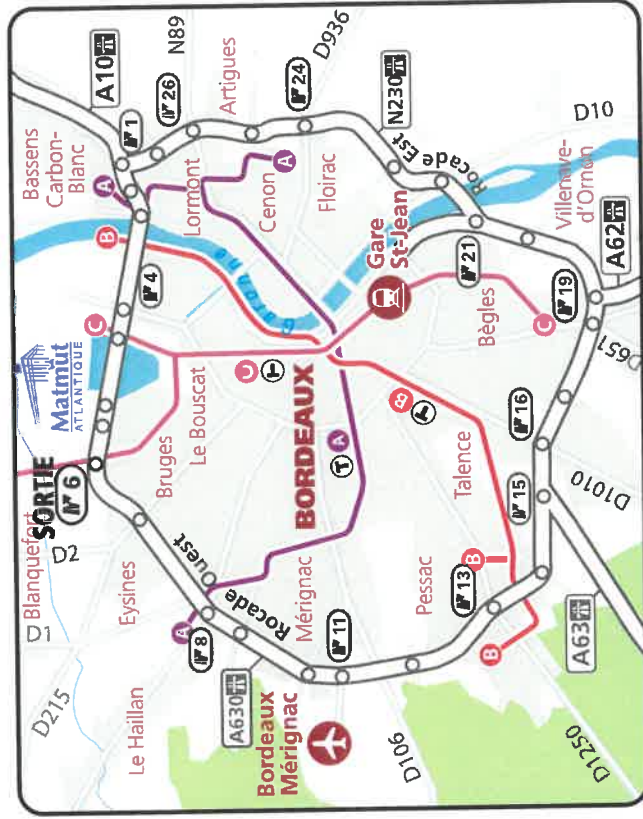 A10
N89
D936
Bassens
Carbon-
Blanc
N° 1
N° 26
Artigues
N° 24
A
B
Lormont
Cenon
A
Floirac
N230
Rocade Est
D10
Garonne
N° 4
Gare
St-Jean
Villenave-
d'Ornon
A62
N° 21
Matmut
ATLANTIQUE
C
C
T
Bègles
C
N° 19
D651
SORTIE
N° 6
Bruges
Le Bouscat
BORDEAUX
T
A
B
T
Talence
N° 16
D1010
Blanquefort
D2
D1
Eysines
Rocade Ouest
A
N° 8
Mérignac
N° 11
Pessac
B
N° 13
B
N° 15
D215
Le Haillan
A630
Bordeaux
Mérignac
D106
D1250
A63